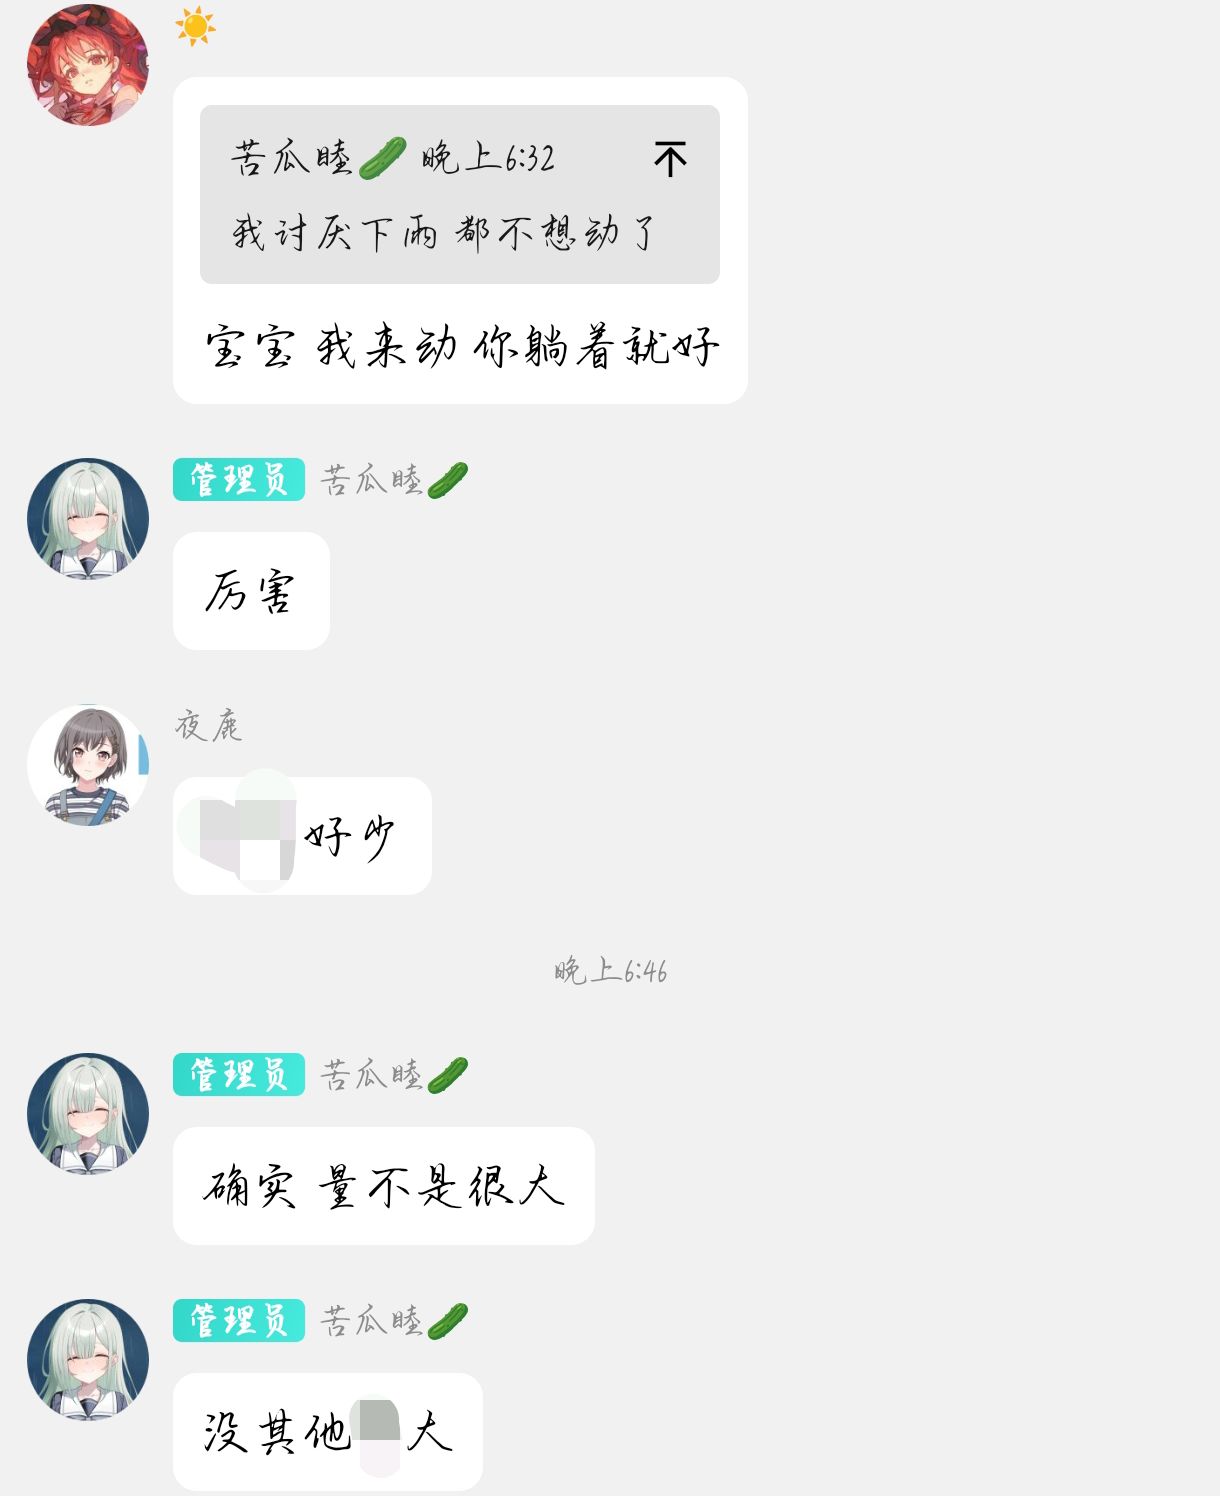 苦瓜睦🥒 晚上6:32
我讨厌下雨 都不想动了
宝宝 我来动 你躺着就好
管理员 苦瓜睦🥒
厉害
夜鹿
好少
晚上6:46
管理员 苦瓜睦🥒
确实 量不是很大
管理员 苦瓜睦🥒
没其他 大